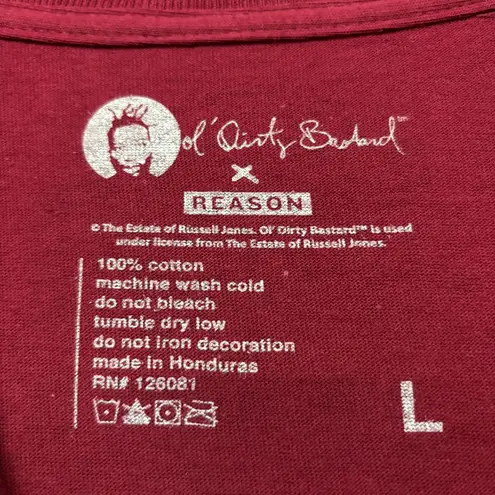 ol' Dirty Bastard™
X
REASON
© The Estate of Russell Jones. Ol' Dirty Bastard™ is used
under license from The Estate of Russell Jones.
100% cotton
machine wash cold
do not bleach
tumble dry low
do not iron decoration
made in Honduras
RN# 126081
L